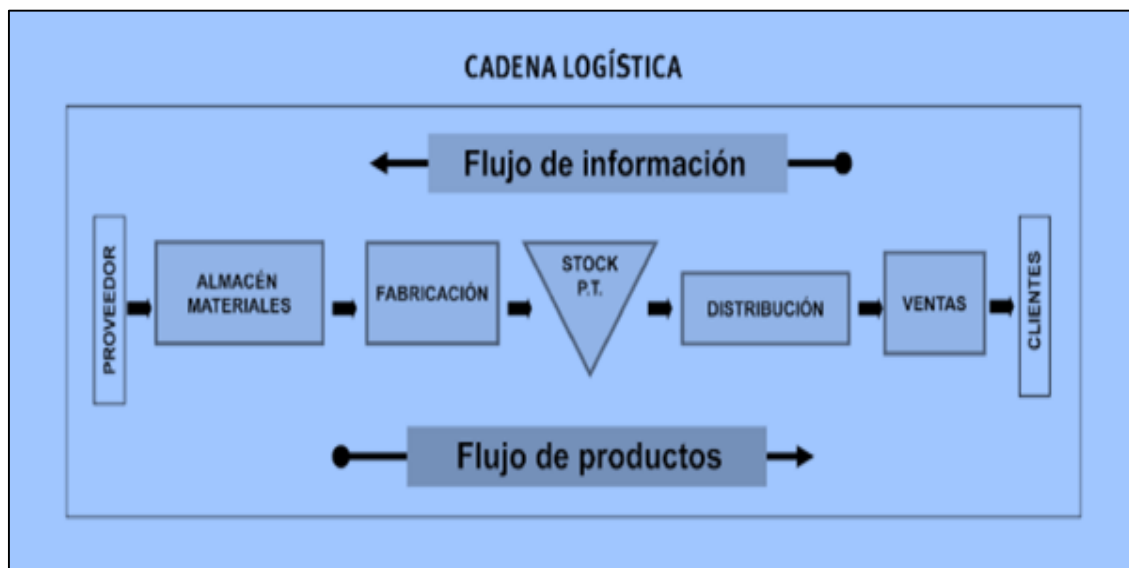 CADENA LOGÍSTICA
Flujo de información
PROVEEDOR
ALMACÉN
MATERIALES
FABRICACIÓN
STOCK
P.T.
DISTRIBUCIÓN
VENTAS
CLIENTES
Flujo de productos